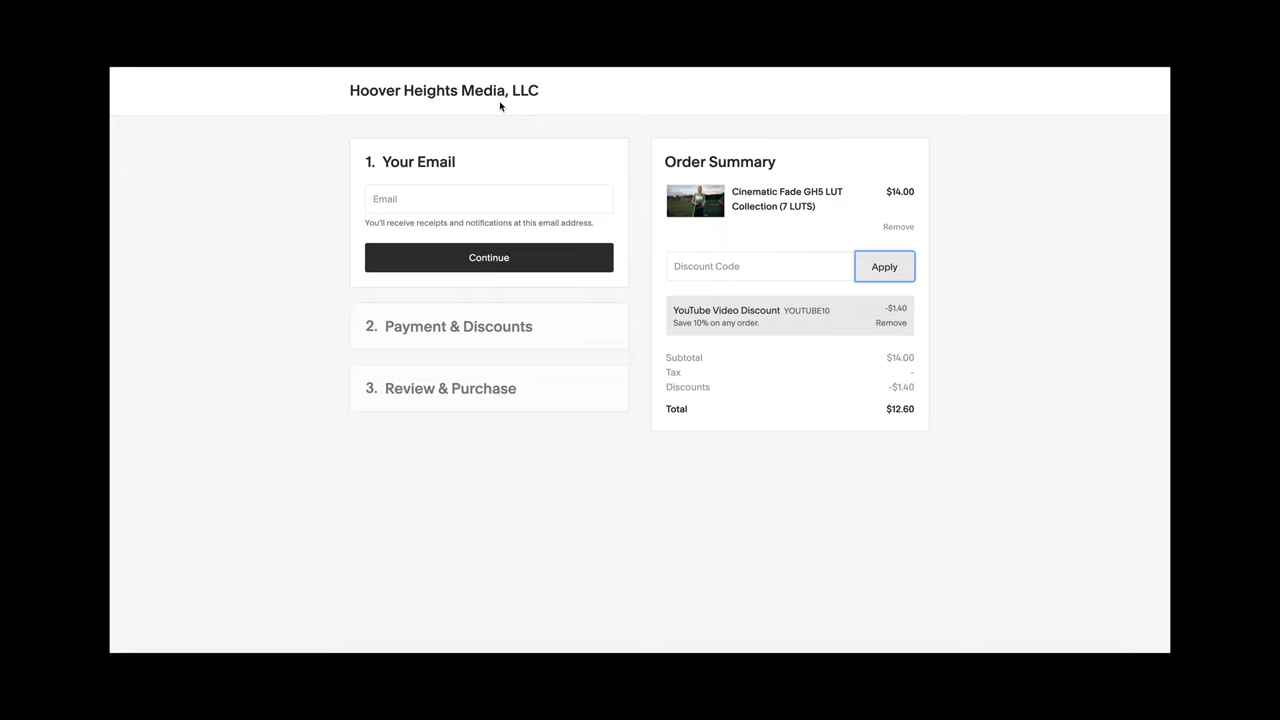 Hoover Heights Media, LLC
1. Your Email
Email
You'll receive receipts and notifications at this email address.
Continue
2. Payment & Discounts
3. Review & Purchase
Order Summary
Cinematic Fade GH5 LUT $14.00
Collection (7 LUTS)
Remove
Discount Code Apply
YouTube Video Discount YOUTUBE10 -$1.40
Save 10% on any order. Remove
Subtotal $14.00
Tax -
Discounts -$1.40
Total $12.60